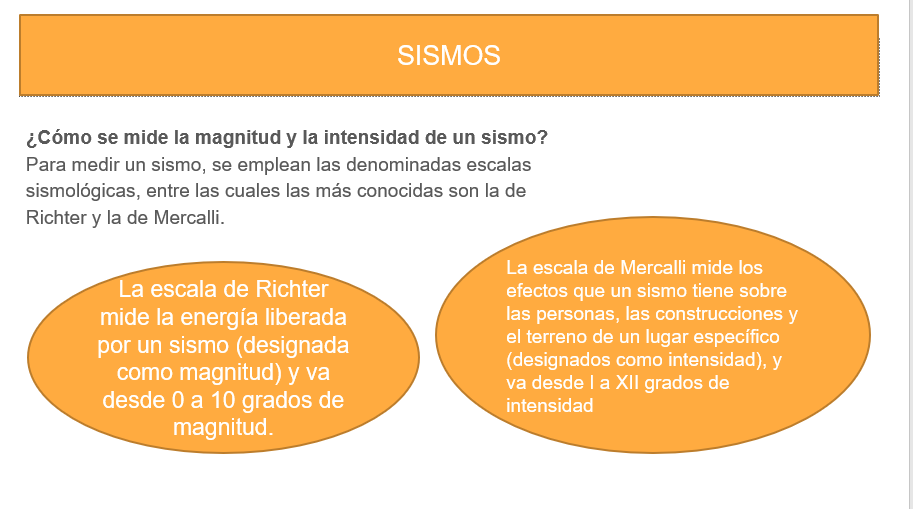 SISMOS
¿Cómo se mide la magnitud y la intensidad de un sismo?
Para medir un sismo, se emplean las denominadas escalas
sismológicas, entre las cuales las más conocidas son la de
Richter y la de Mercalli.
La escala de Richter
mide la energía liberada
por un sismo (designada
como magnitud) y va
desde 0 a 10 grados de
magnitud.
La escala de Mercalli mide los
efectos que un sismo tiene sobre
las personas, las construcciones y
el terreno de un lugar específico
(designados como intensidad), y
va desde I a XII grados de
intensidad